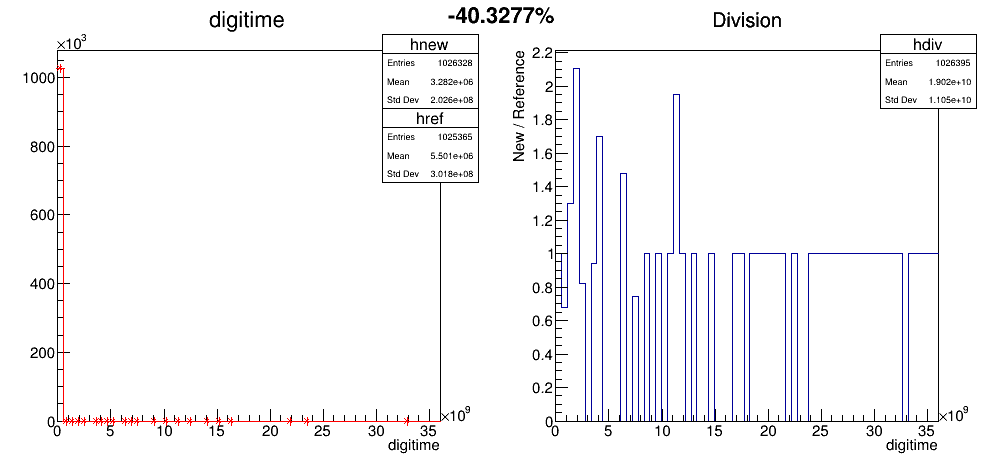 -40.3277%
digitime
×10³
hnew
Entries 1026328
Mean 3.282e+06
Std Dev 2.026e+08
href
Entries 1025365
Mean 5.501e+06
Std Dev 3.018e+08
1000
800
600
400
200
0
0 5 10 15 20 25 30 35
×10⁹
digitime
Division
hdiv
Entries 1026395
Mean 1.902e+10
Std Dev 1.105e+10
New / Reference
2.2
2
1.8
1.6
1.4
1.2
1
0.8
0.6
0.4
0.2
0
0 5 10 15 20 25 30 35
×10⁹
digitime